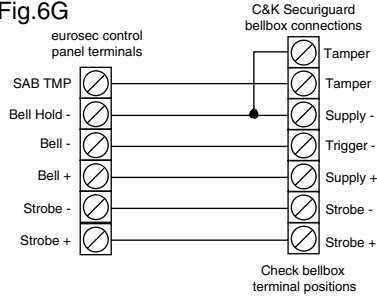 Fig.6G
eurosec control
panel terminals
C&K Securiguard
bellbox connections
Tamper
SAB TMP
Tamper
Bell Hold -
Supply -
Bell -
Trigger -
Bell +
Supply +
Strobe -
Strobe -
Strobe +
Strobe +
Check bellbox
terminal positions